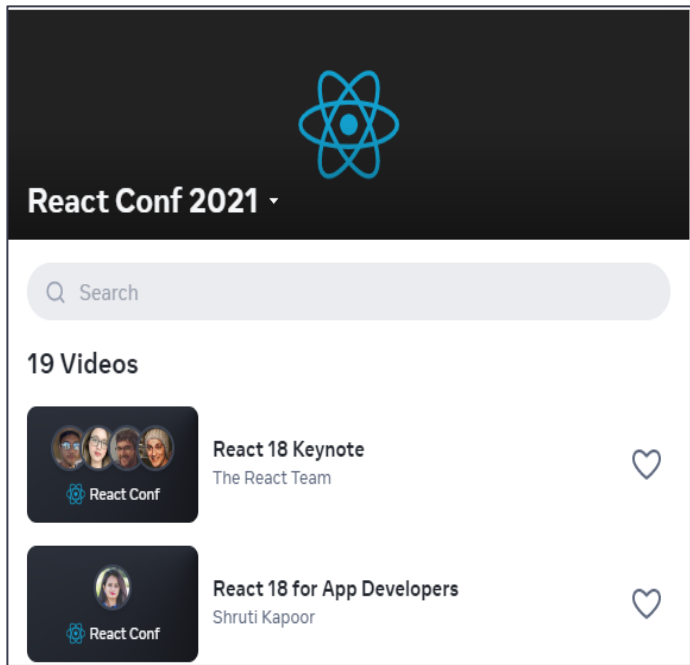 React Conf 2021
Search
19 Videos
React 18 Keynote
The React Team
React Conf
React 18 for App Developers
Shruti Kapoor
React Conf